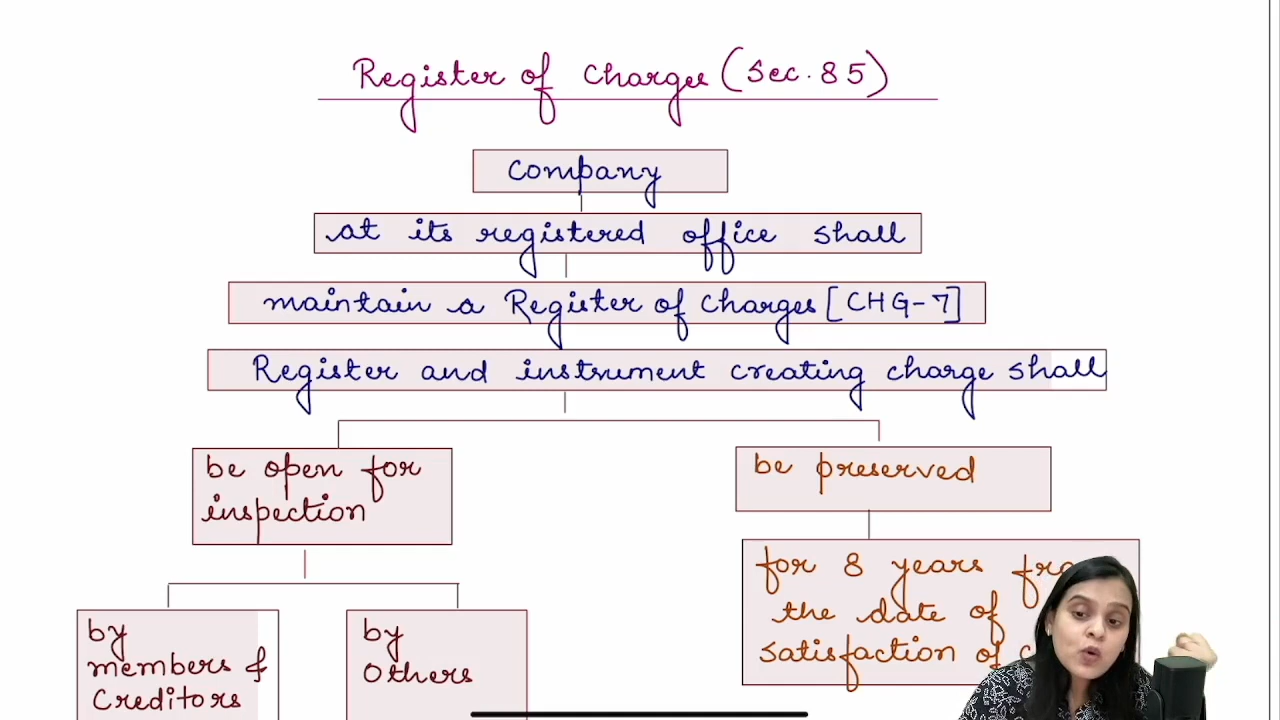 Register of Charges (Sec. 85)
Company
at its registered office shall
maintain a Register of Charges [CHG-7]
Register and instrument creating charge shall
be open for
inspection
be preserved
for 8 years
the date of
satisfaction of
by
members &
Creditors
by
Others